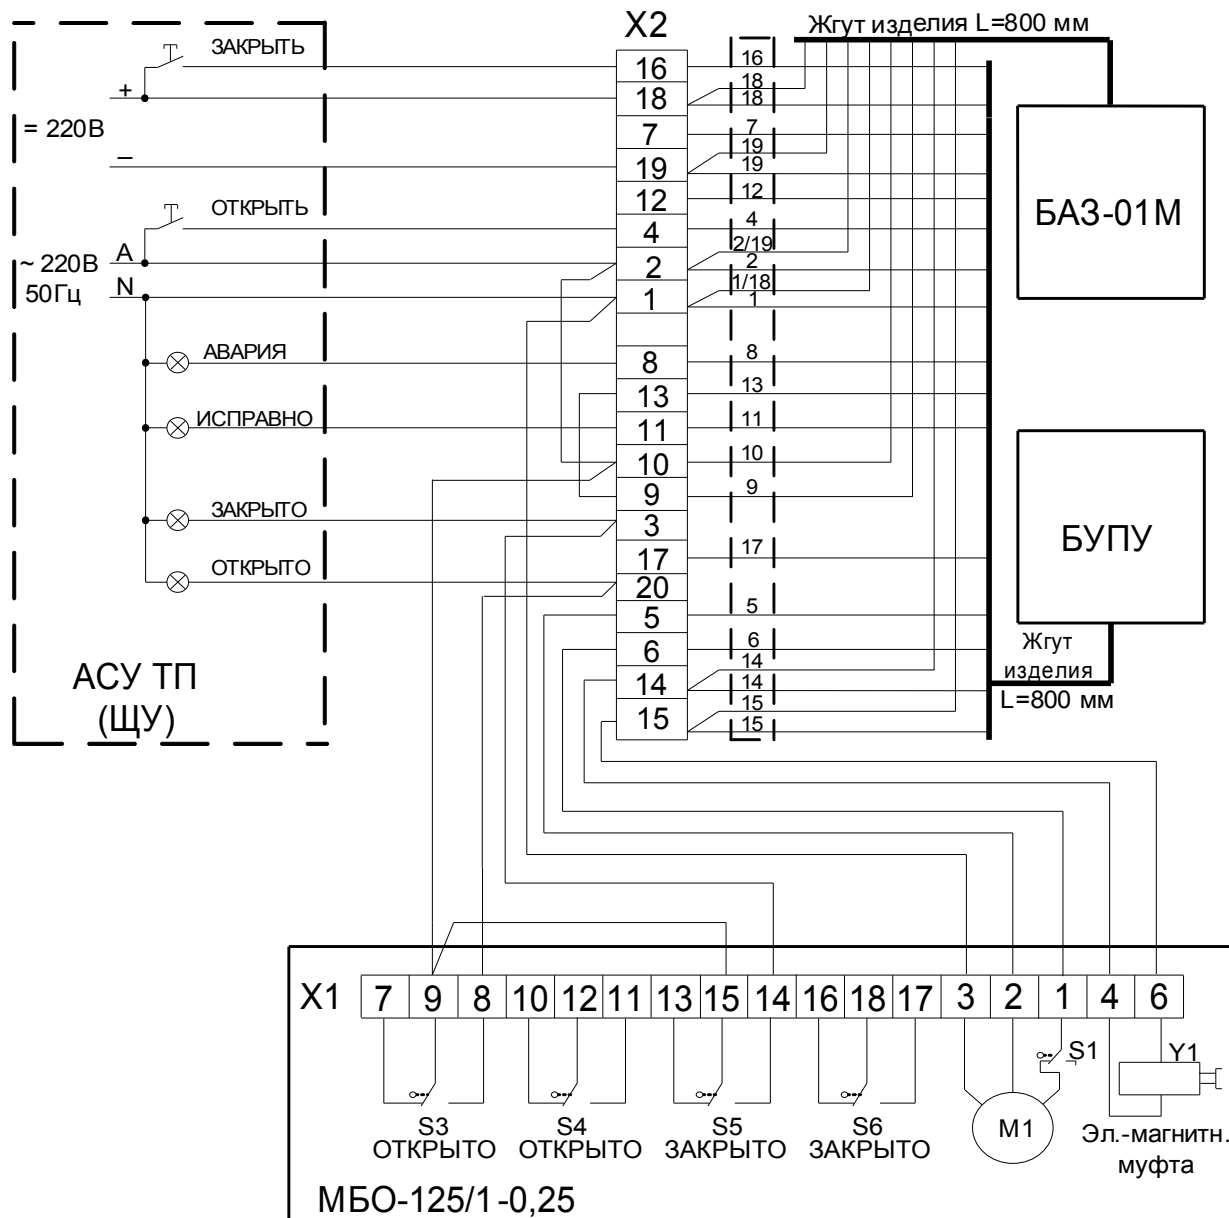 ЗАКРЫТЬ
+
= 220В
–
ОТКРЫТЬ
А
~ 220В
50Гц
N
АВАРИЯ
ИСПРАВНО
ЗАКРЫТО
ОТКРЫТО
АСУ ТП
(ЩУ)
X2
16
18
7
19
12
4
2
1
8
13
11
10
9
3
17
20
5
6
14
15
Жгут изделия L=800 мм
16
18
18
7
19
19
12
4
2/19
2
1/18
1
8
13
11
10
9
17
5
6
14
14
15
15
БАЗ-01М
БУПУ
Жгут
изделия
L=800 мм
X1 7 9 8 10 12 11 13 15 14 16 18 17 3 2 1 4 6
S1
Y1
S3
ОТКРЫТО
S4
ОТКРЫТО
S5
ЗАКРЫТО
S6
ЗАКРЫТО
М1
Эл.-магнитн.
муфта
МБО-125/1-0,25